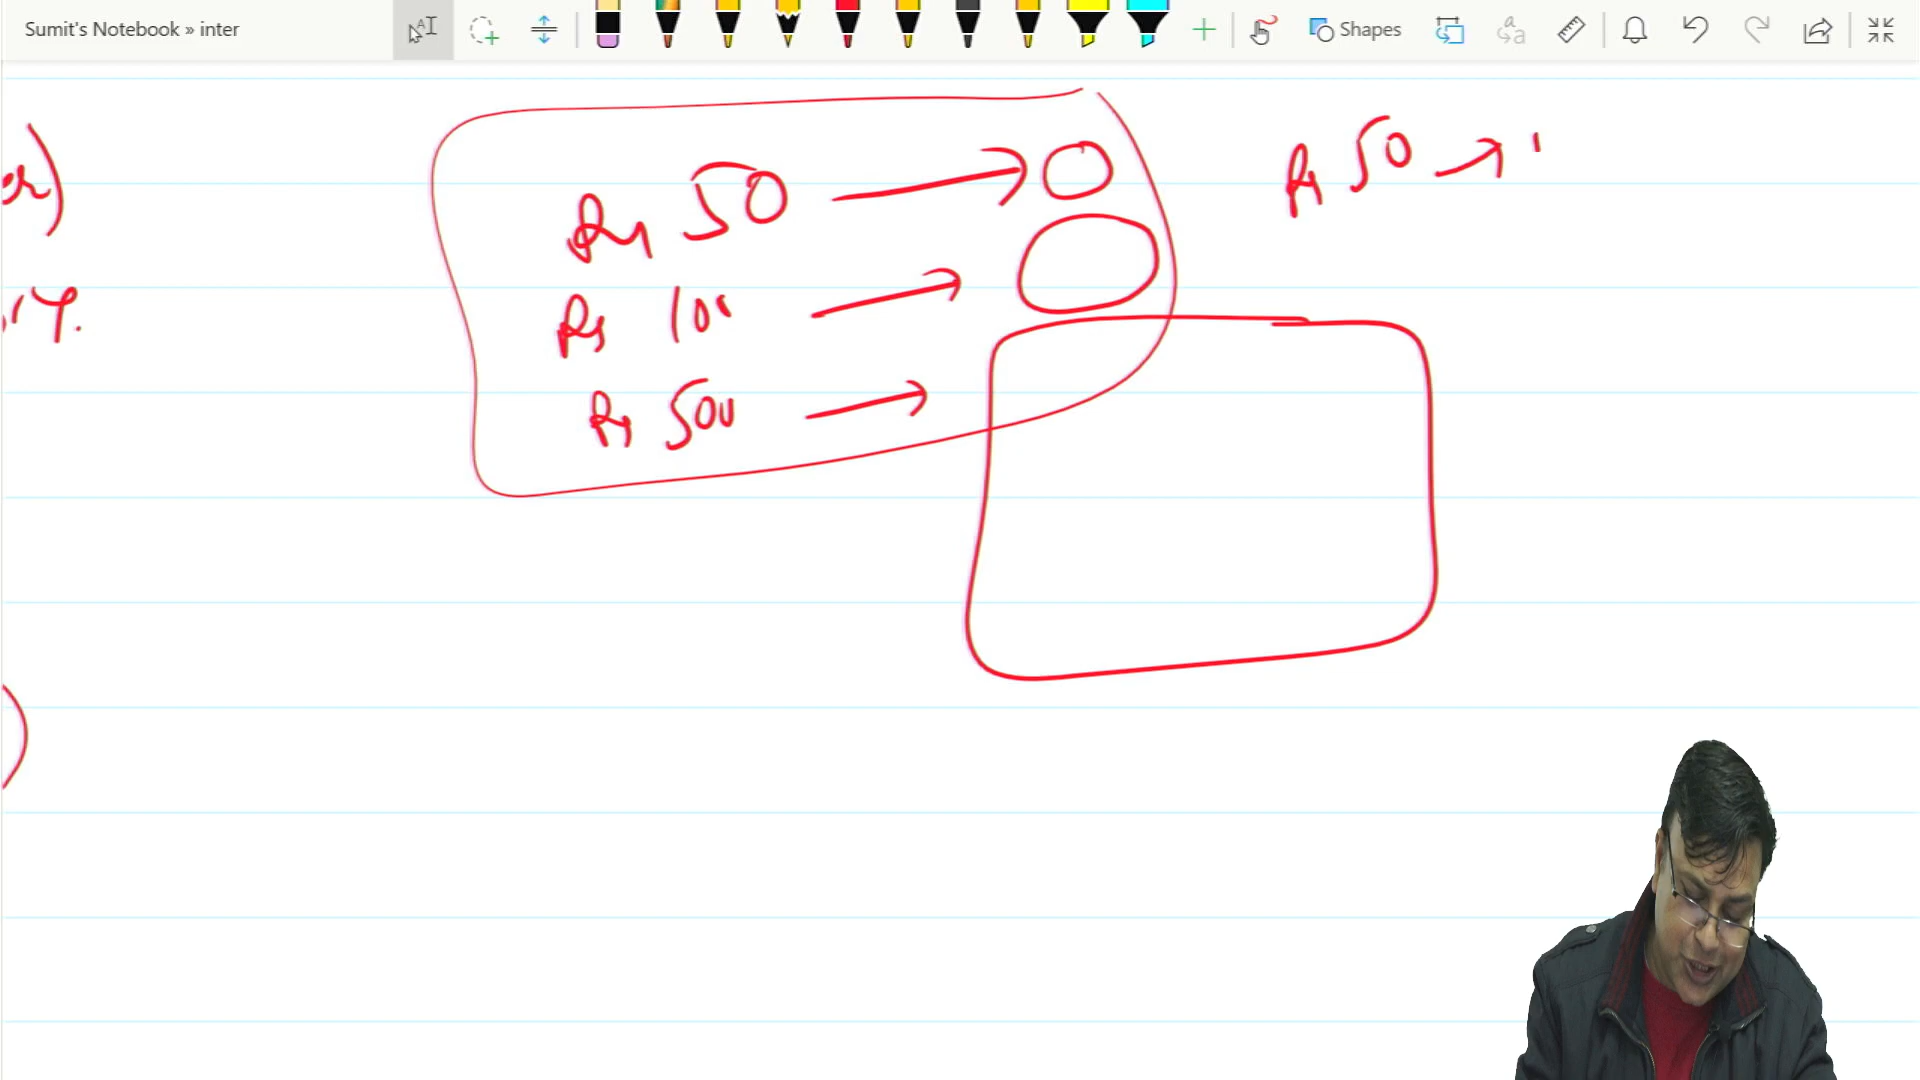 Sumit's Notebook » inter
Shapes
Rs 50
Rs 50
Rs 100
Rs 500